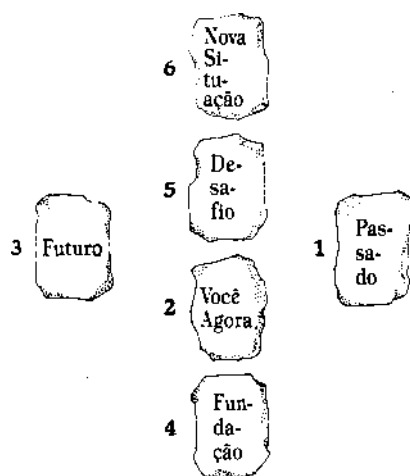 6
Nova
Si-
tu-
ação
5
De-
sa-
fio
3
Futuro
1
Pas-
sa-
do
2
Você
Agora
4
Fun-
da-
ção